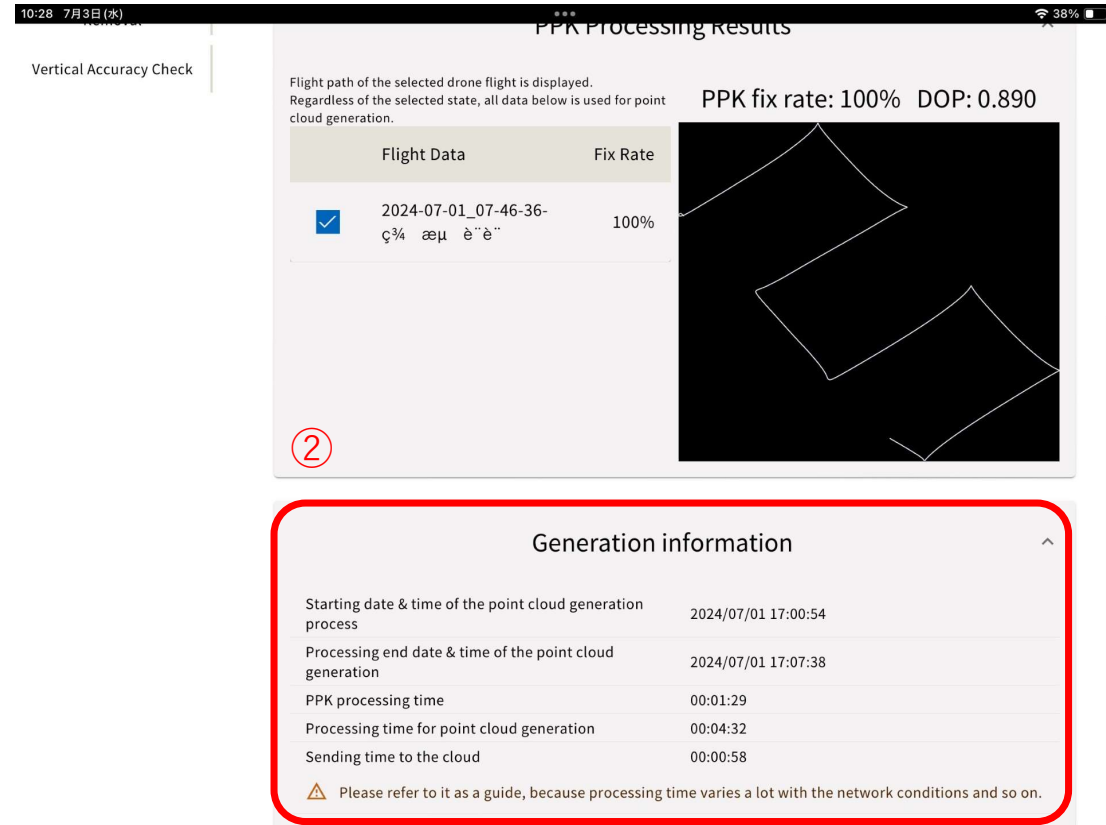 10:28 7月3日(水)
38%
PPK Processing Results
Vertical Accuracy Check
Flight path of the selected drone flight is displayed.
Regardless of the selected state, all data below is used for point
cloud generation.
PPK fix rate: 100% DOP: 0.890
Flight Data Fix Rate
2024-07-01_07-46-36-
ç¾ æµ è¨è¨ 100%
②
Generation information
Starting date & time of the point cloud generation
process
2024/07/01 17:00:54
Processing end date & time of the point cloud
generation
2024/07/01 17:07:38
PPK processing time 00:01:29
Processing time for point cloud generation 00:04:32
Sending time to the cloud 00:00:58
Please refer to it as a guide, because processing time varies a lot with the network conditions and so on.